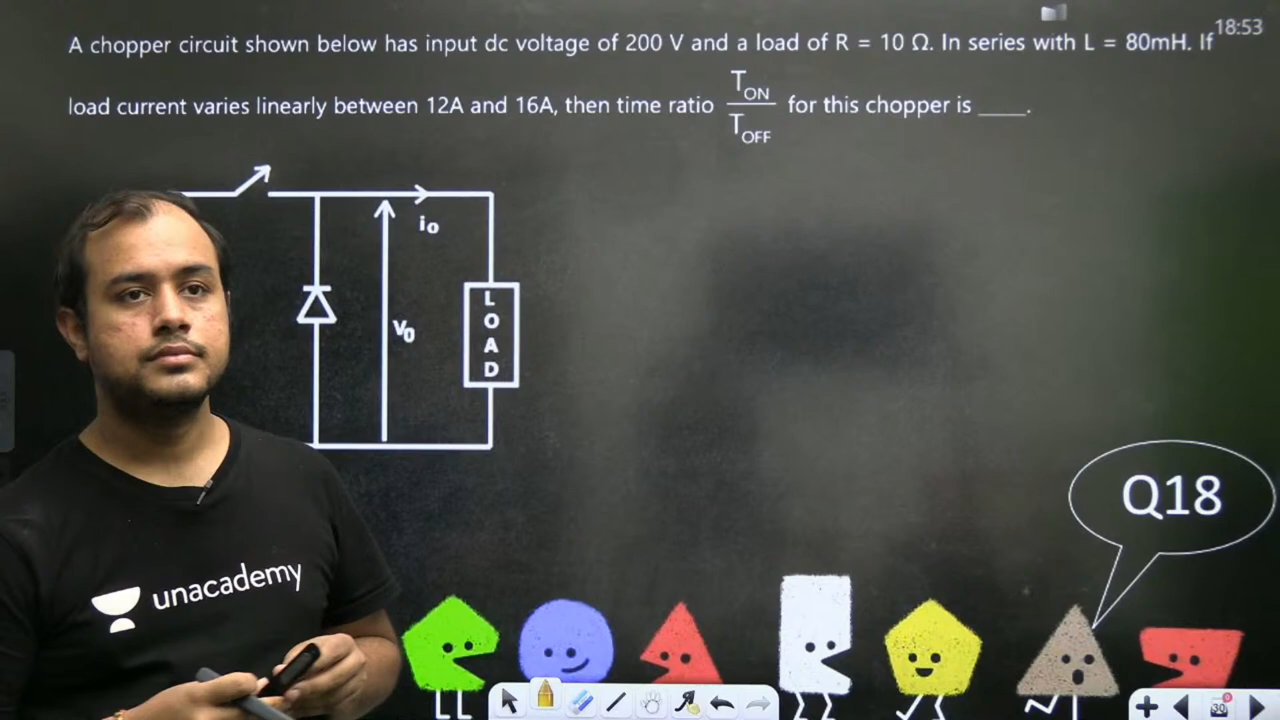 18:53
A chopper circuit shown below has input dc voltage of 200 V and a load of R = 10 Ω. In series with L = 80mH. If
load current varies linearly between 12A and 16A, then time ratio T_ON/T_OFF for this chopper is ____.
i₀
V₀
LOAD
Q18
unacademy
30